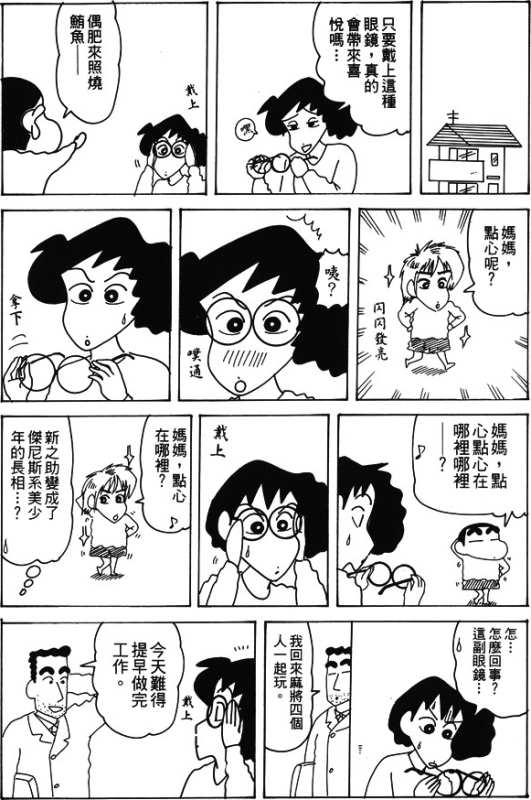 只要戴上這種
眼鏡，真的
會帶來喜
悅嗎…
嘿
戴上
偶肥來照燒
鮪魚——
媽媽，
點心呢？
閃閃發亮
咦？
噗通
拿下
媽媽，點
心點心在
哪裡哪裡
——？
戴上
媽媽，點心
在哪裡？
新之助變成了
傑尼斯系美少
年的長相…？
怎…
怎麼回事？
這副眼鏡…
…
我回來麻將四個
人一起玩。
戴上
今天難得
提早做完
工作。